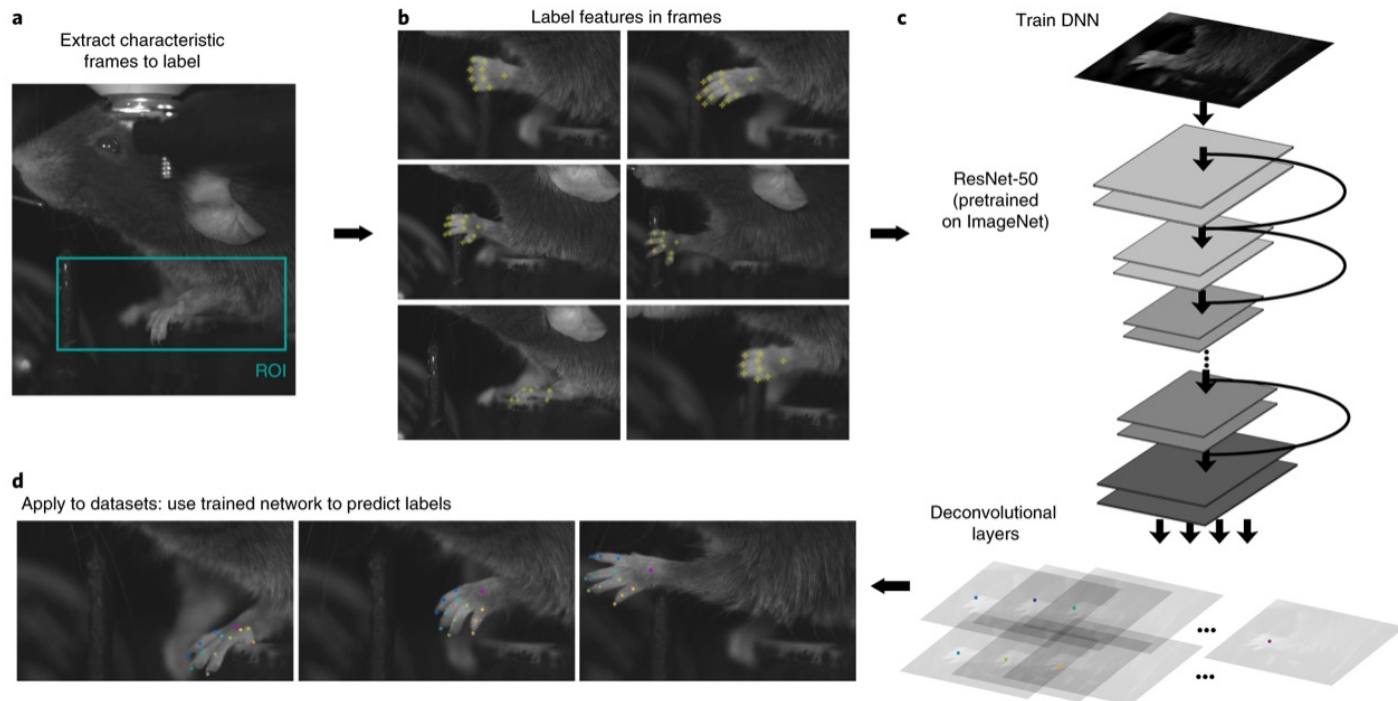 a
Extract characteristic
frames to label
ROI
b
Label features in frames
c
Train DNN
ResNet-50
(pretrained
on ImageNet)
d
Apply to datasets: use trained network to predict labels
Deconvolutional
layers